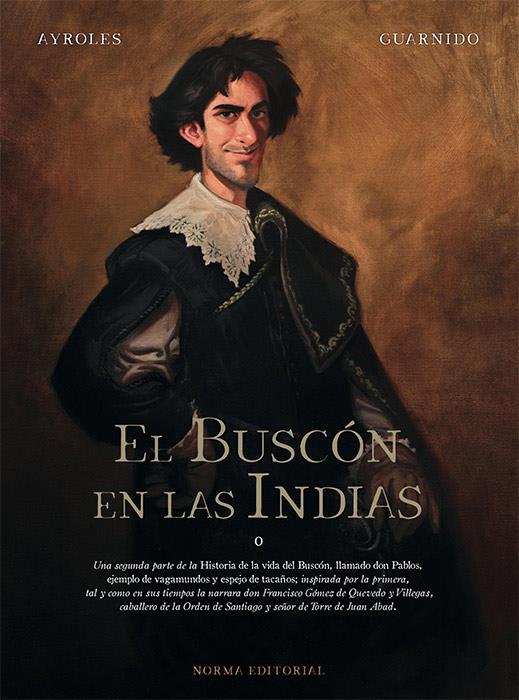 AYROLES GUARNIDO
EL BUSCÓN
EN LAS INDIAS
O
Una segunda parte de la Historia de la vida del Buscón, llamado don Pablos,
ejemplo de vagamundos y espejo de tacaños; inspirada por la primera,
tal y como en sus tiempos la narrara don Francisco Gómez de Quevedo y Villegas,
caballero de la Orden de Santiago y señor de Torre de Juan Abad.
NORMA EDITORIAL